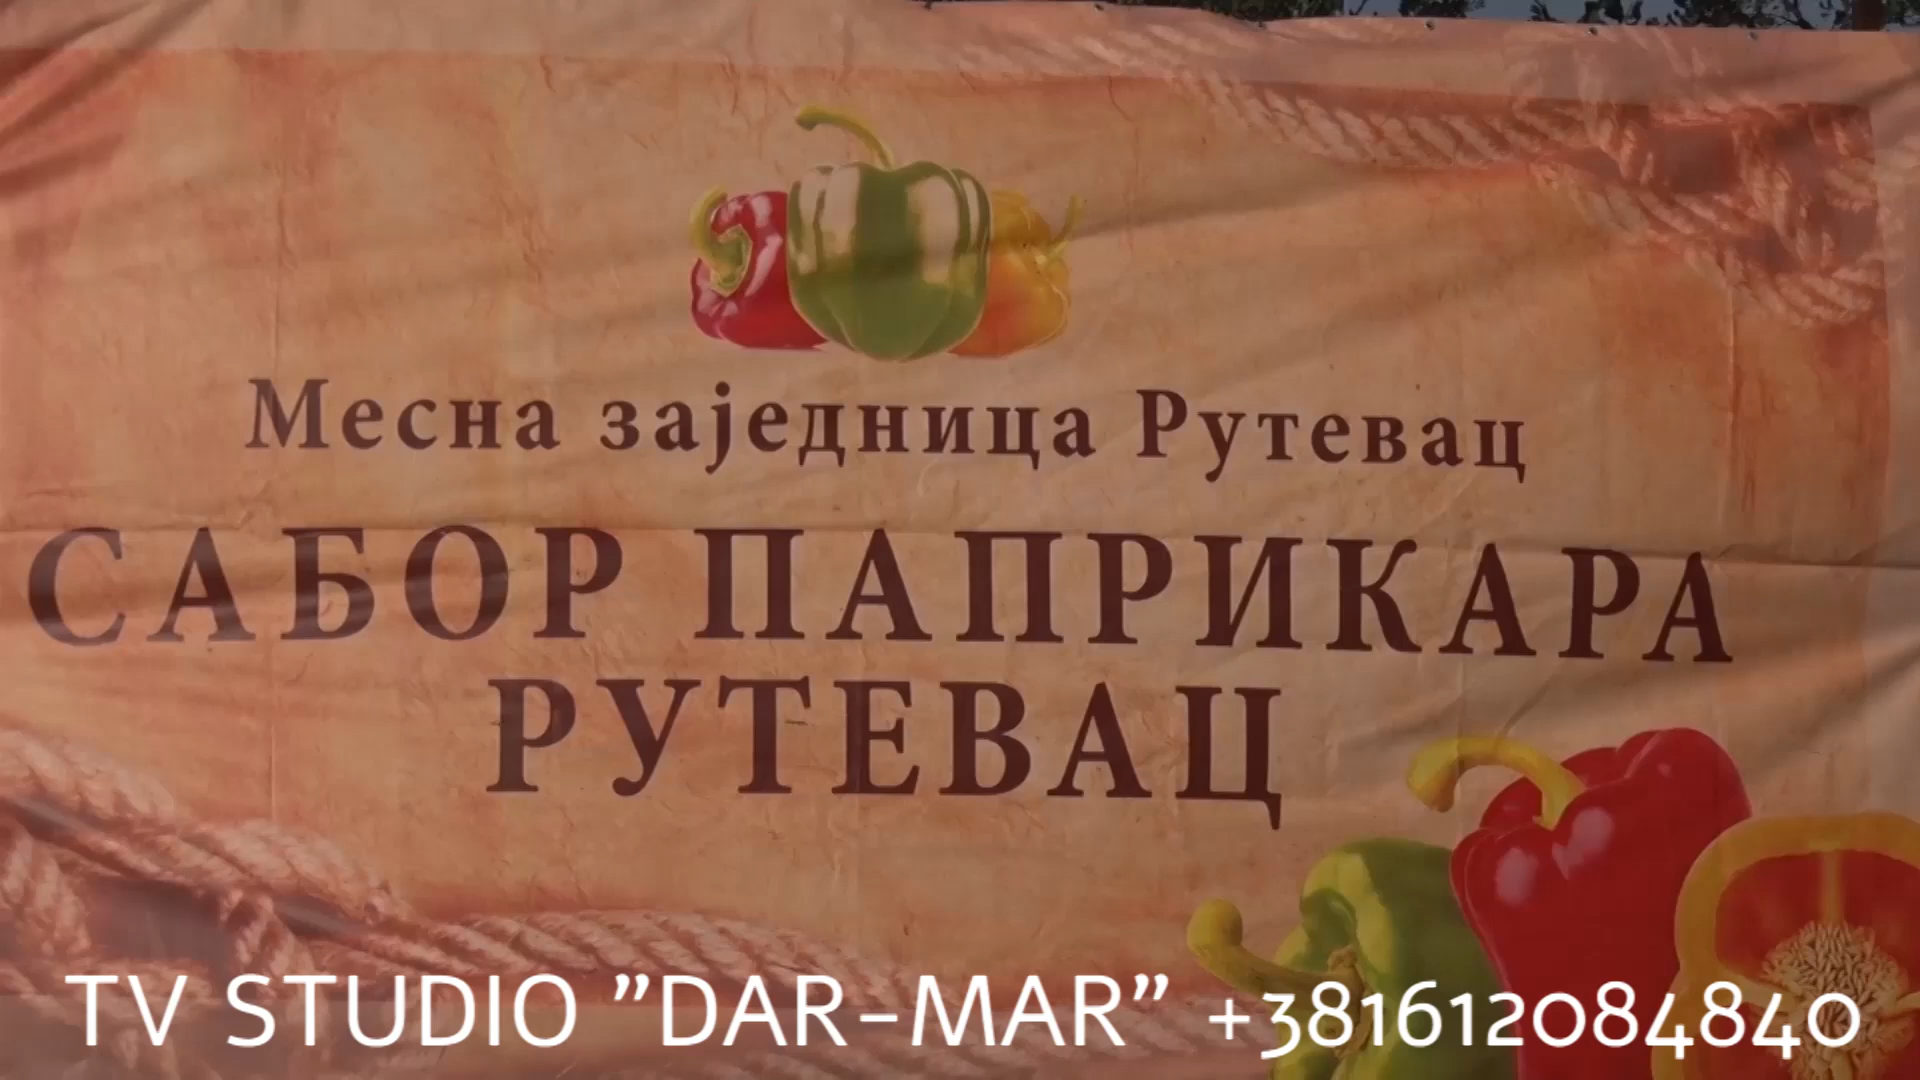 Месна заједница Рутевац
САБОР ПАПРИКАРА
РУТЕВАЦ
TV STUDIO ”DAR-MAR” +381612084840